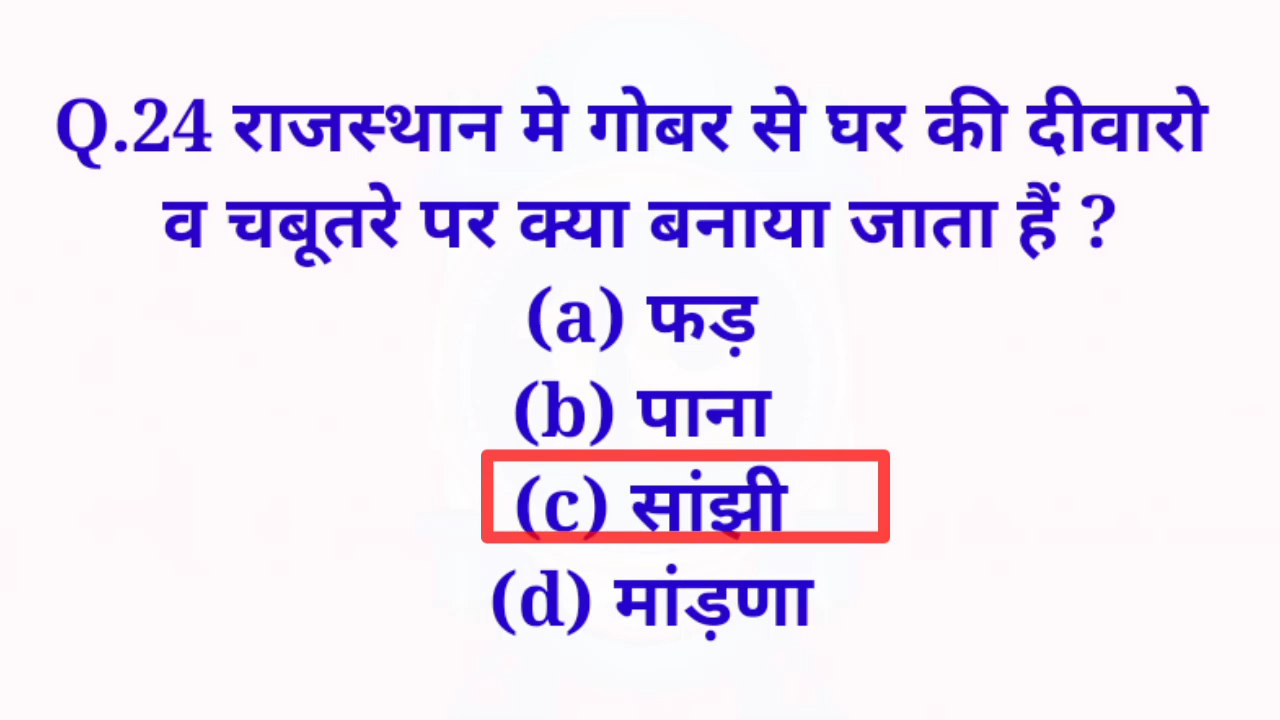 Q.24 राजस्थान मे गोबर से घर की दीवारो
व चबूतरे पर क्या बनाया जाता हैं ?
(a) फड़
(b) पाना
(c) सांझी
(d) मांड़णा